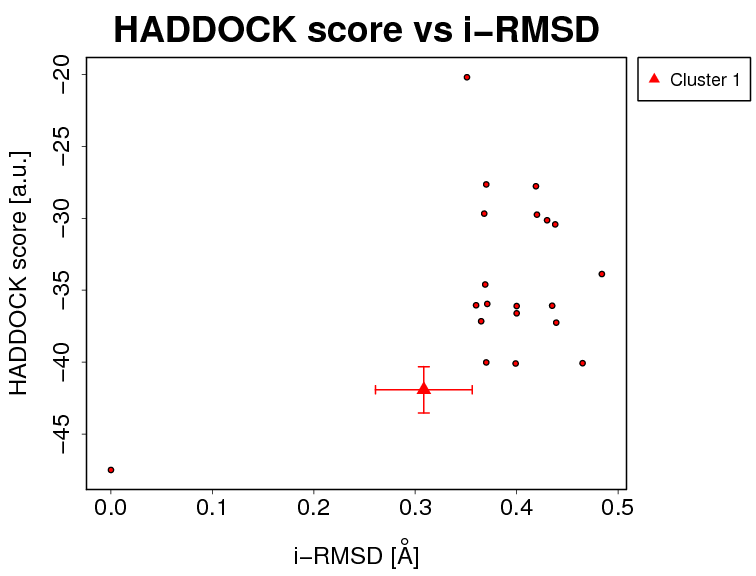 HADDOCK score vs i−RMSD
Cluster 1
HADDOCK score [a.u.]
−20
−25
−30
−35
−40
−45
0.0 0.1 0.2 0.3 0.4 0.5
i−RMSD [Å]